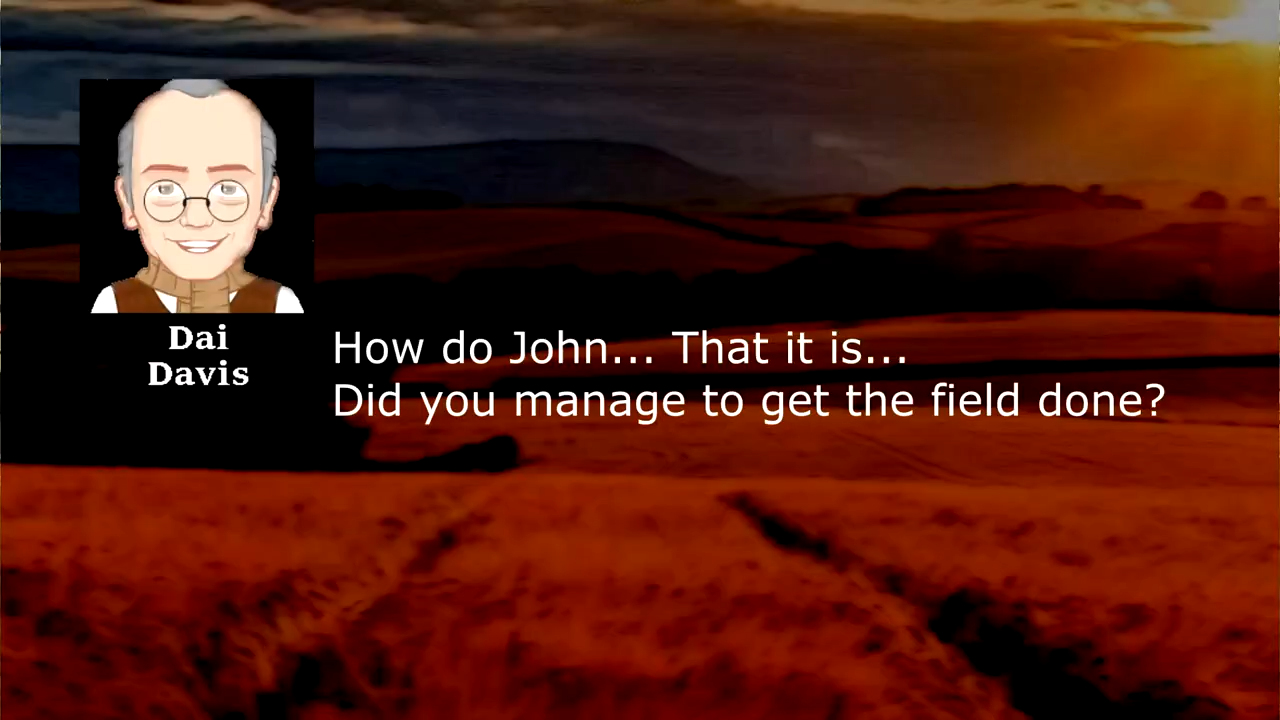 Dai
Davis
How do John... That it is...
Did you manage to get the field done?